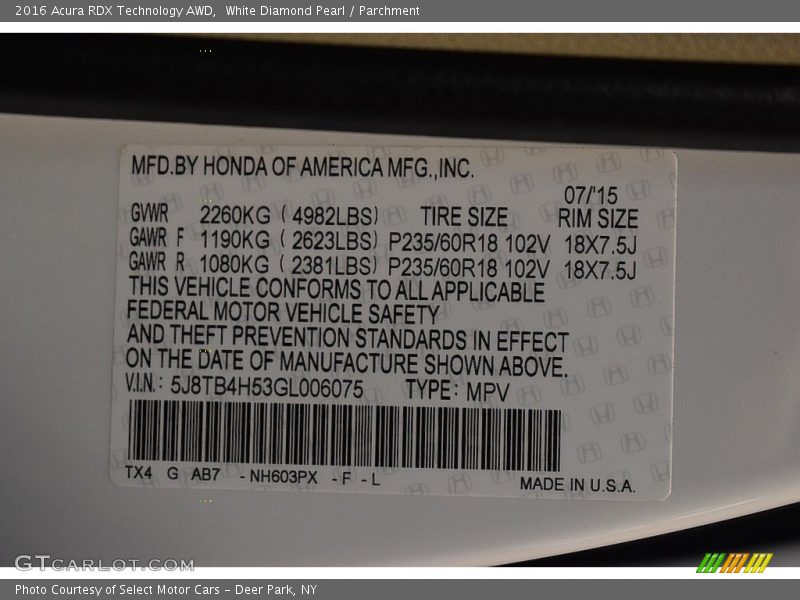 2016 Acura RDX Technology AWD, White Diamond Pearl / Parchment
MFD.BY HONDA OF AMERICA MFG.,INC.
07/'15
GVWR 2260KG ( 4982LBS) TIRE SIZE RIM SIZE
GAWR F 1190KG ( 2623LBS) P235/60R18 102V 18X7.5J
GAWR R 1080KG ( 2381LBS) P235/60R18 102V 18X7.5J
THIS VEHICLE CONFORMS TO ALL APPLICABLE
FEDERAL MOTOR VEHICLE SAFETY
AND THEFT PREVENTION STANDARDS IN EFFECT
ON THE DATE OF MANUFACTURE SHOWN ABOVE.
V.I.N.: 5J8TB4H53GL006075 TYPE: MPV
TX4 G AB7 -NH603PX -F -L
MADE IN U.S.A.
GTCARLOT.COM
Photo Courtesy of Select Motor Cars – Deer Park, NY